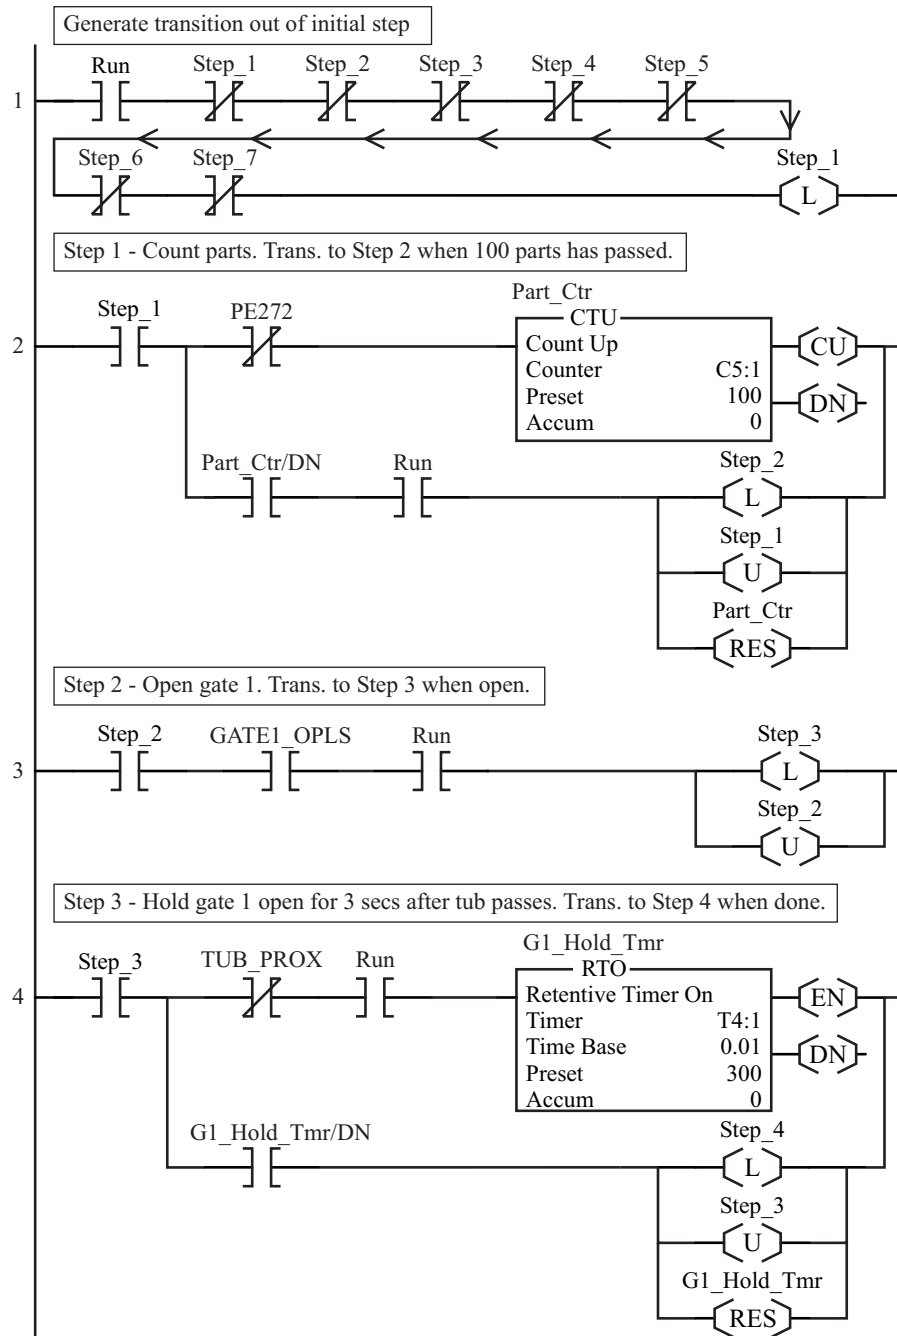 Generate transition out of initial step
Run Step_1 Step_2 Step_3 Step_4 Step_5
1
Step_6 Step_7 Step_1
L
Step 1 - Count parts. Trans. to Step 2 when 100 parts has passed.
Step_1 PE272 Part_Ctr
CTU
2 Count Up CU
Counter C5:1
Preset 100 DN
Accum 0
Part_Ctr/DN Run Step_2
L
Step_1
U
Part_Ctr
RES
Step 2 - Open gate 1. Trans. to Step 3 when open.
Step_2 GATE1_OPLS Run Step_3
3 L
Step_2
U
Step 3 - Hold gate 1 open for 3 secs after tub passes. Trans. to Step 4 when done.
Step_3 TUB_PROX Run G1_Hold_Tmr
RTO
4 Retentive Timer On EN
Timer T4:1
Time Base 0.01 DN
Preset 300
Accum 0
G1_Hold_Tmr/DN Step_4
L
Step_3
U
G1_Hold_Tmr
RES